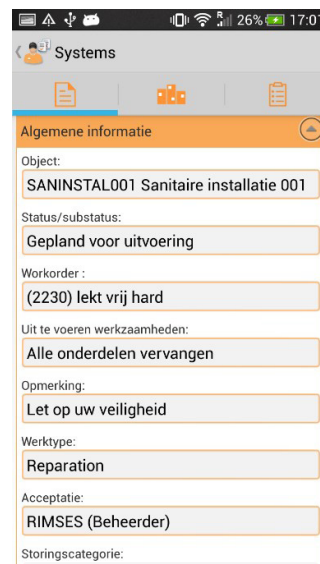 R
26%
17:01
Systems
Algemene informatie
Object:
SANINSTAL001 Sanitaire installatie 001
Status/substatus:
Gepland voor uitvoering
Workorder :
(2230) lekt vrij hard
Uit te voeren werkzaamheden:
Alle onderdelen vervangen
Opmerking:
Let op uw veiligheid
Werktype:
Reparation
Acceptatie:
RIMSES (Beheerder)
Storingscategorie: